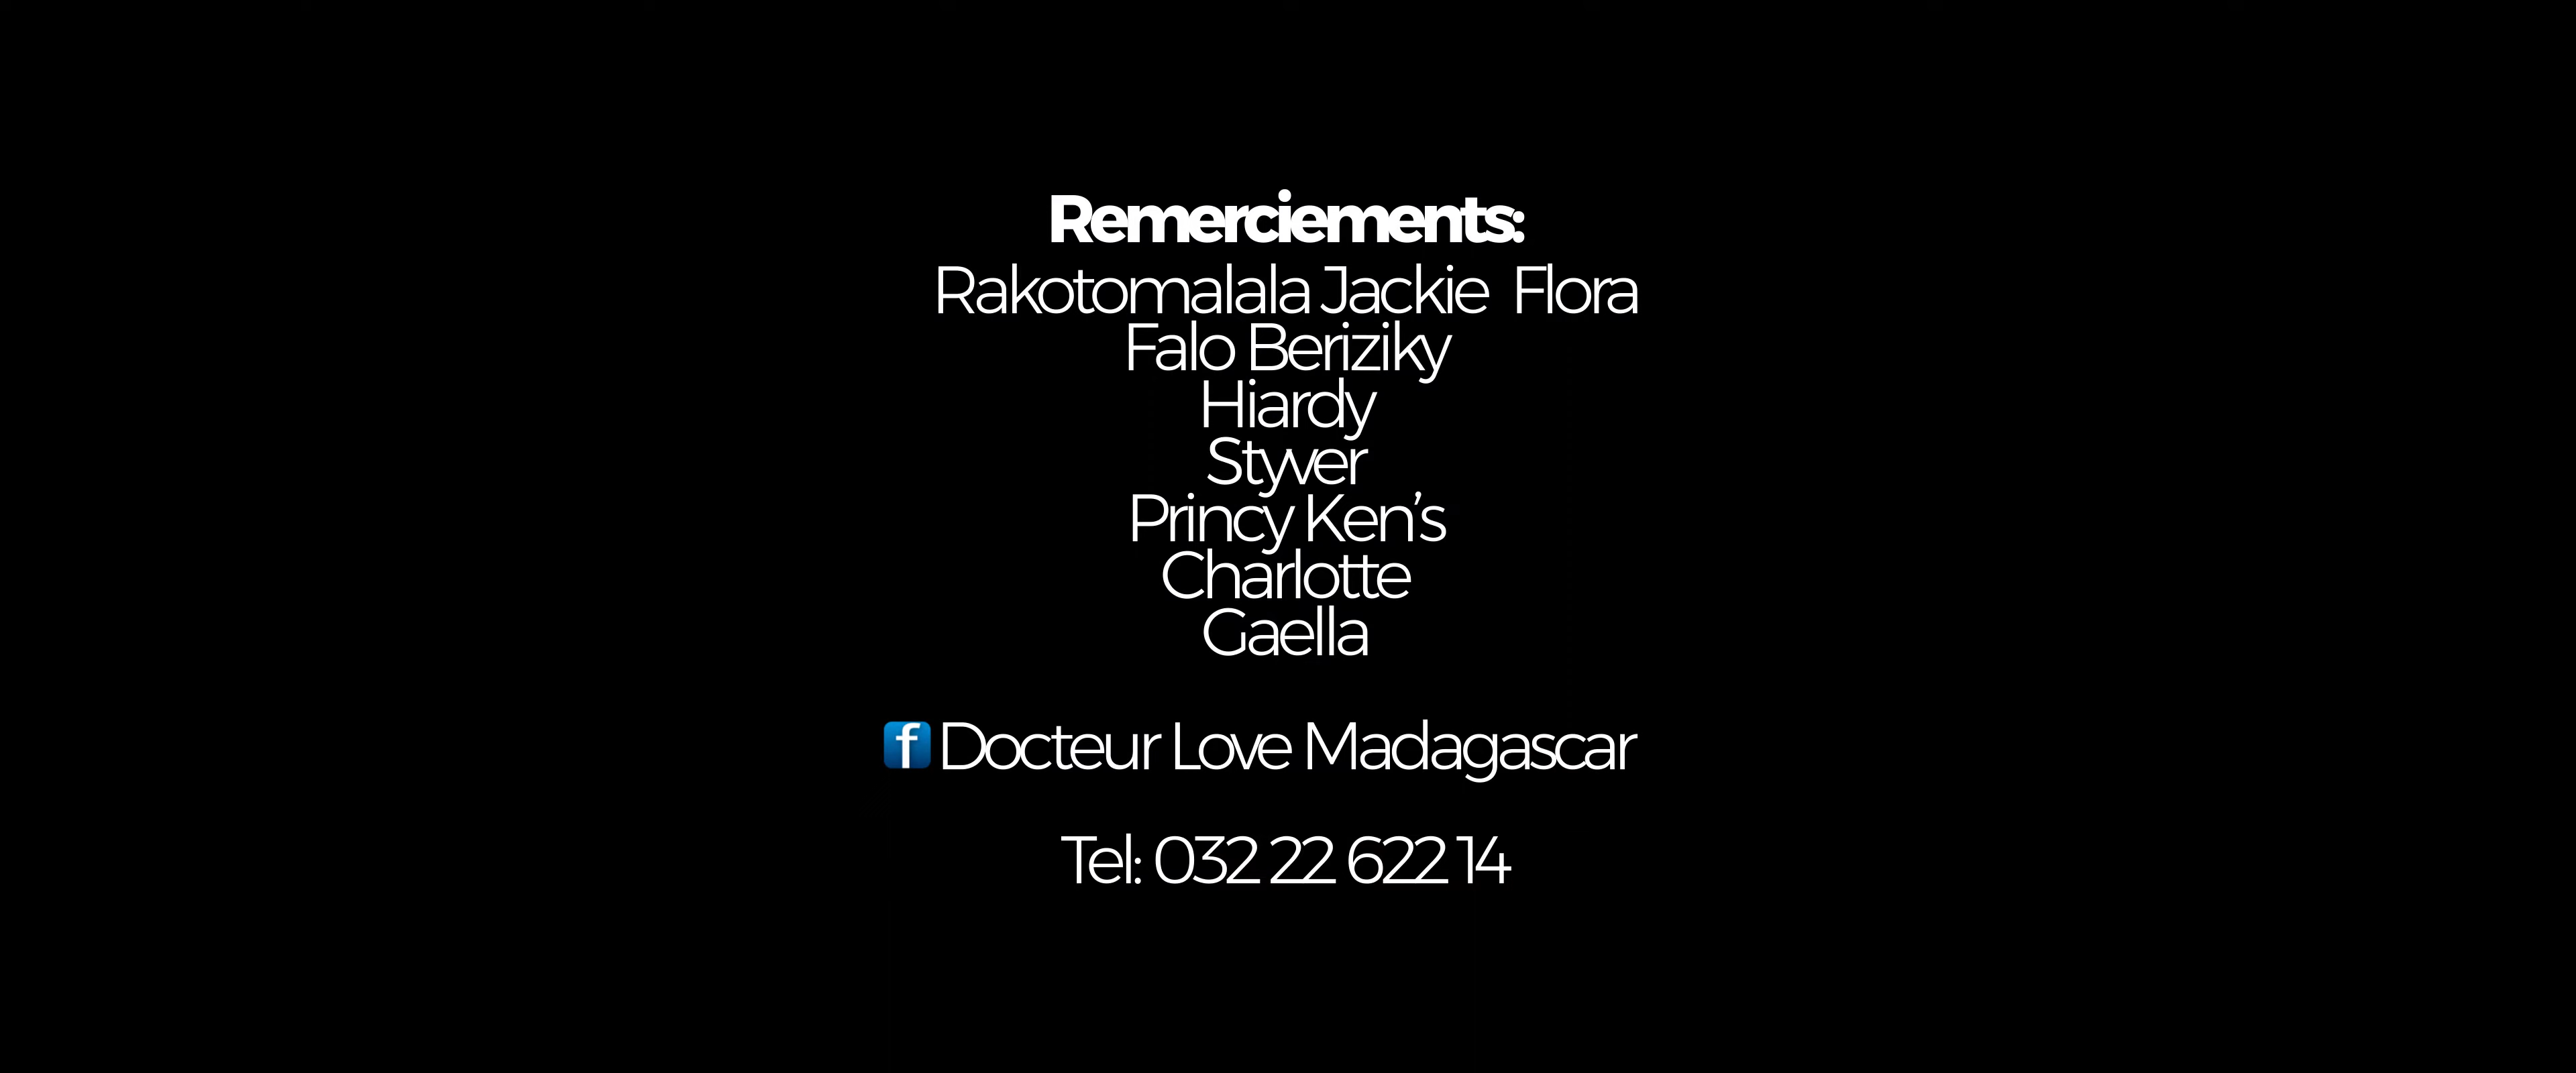 Remerciements:
Rakotomalala Jackie Flora
Falo Beriziky
Hiardy
Stywer
Princy Ken's
Charlotte
Gaella
f Docteur Love Madagascar
Tel: 032 22 622 14